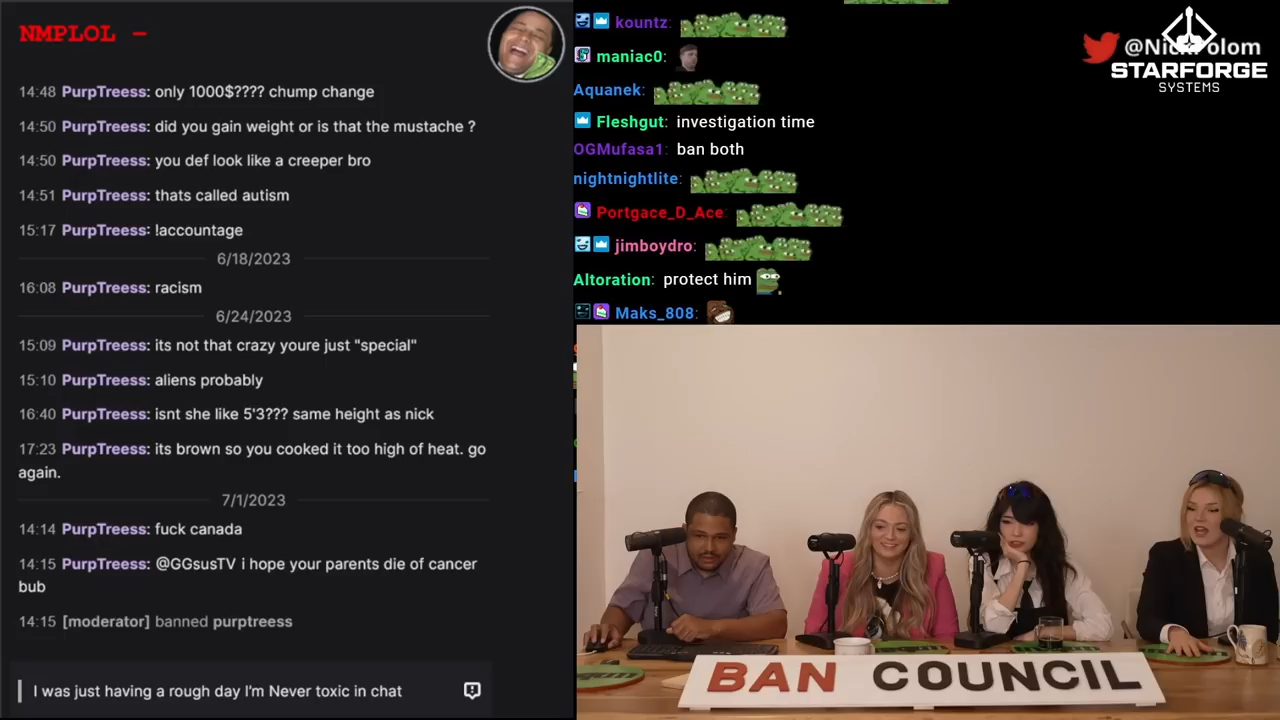 NMPLOL -
14:48 PurpTreess: only 1000$???? chump change
14:50 PurpTreess: did you gain weight or is that the mustache ?
14:50 PurpTreess: you def look like a creeper bro
14:51 PurpTreess: thats called autism
15:17 PurpTreess: !accountage
6/18/2023
16:08 PurpTreess: racism
6/24/2023
15:09 PurpTreess: its not that crazy youre just "special"
15:10 PurpTreess: aliens probably
16:40 PurpTreess: isnt she like 5'3??? same height as nick
17:23 PurpTreess: its brown so you cooked it too high of heat. go
again.
7/1/2023
14:14 PurpTreess: fuck canada
14:15 PurpTreess: @GGsusTV i hope your parents die of cancer
bub
14:15 [moderator] banned purptreess
I was just having a rough day I'm Never toxic in chat
kountz:
maniac0:
Aquanek:
Fleshgut: investigation time
OGMufasa1: ban both
nightnightlite:
Portgace_D_Ace:
jimboydro:
Altoration: protect him
Maks_808:
STARFORGE
SYSTEMS
BAN COUNCIL